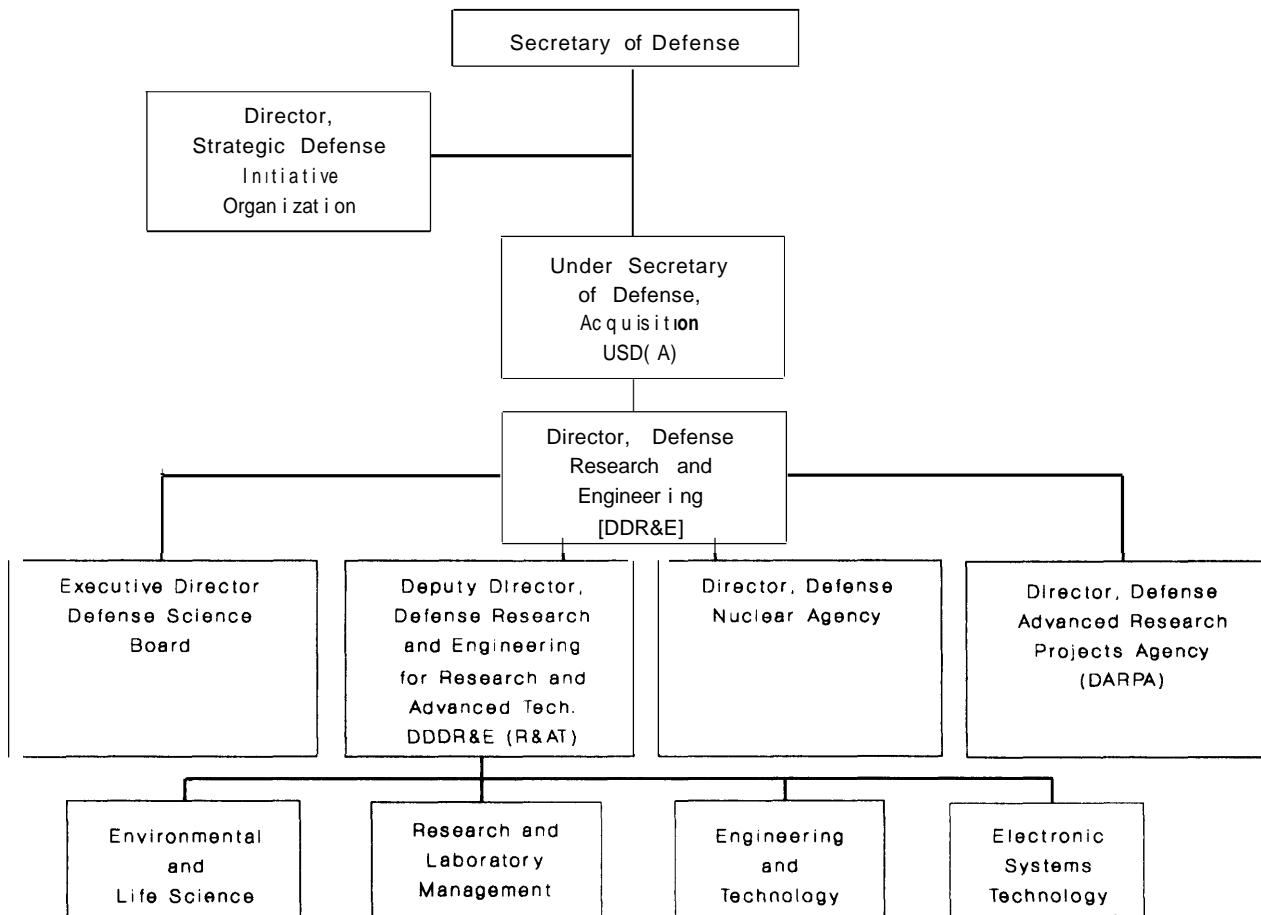 Secretary of Defense
Director,
Strategic Defense
Initiative
Organization
Under Secretary
of Defense,
Acquisition
USD(A)
Director, Defense
Research and
Engineering
[DDR&E]
Executive Director
Defense Science
Board
Deputy Director,
Defense Research
and Engineering
for Research and
Advanced Tech.
DDDR&E (R&AT)
Director, Defense
Nuclear Agency
Director, Defense
Advanced Research
Projects Agency
(DARPA)
Environmental
and
Life Science
Research and
Laboratory
Management
Engineering
and
Technology
Electronic
Systems
Technology